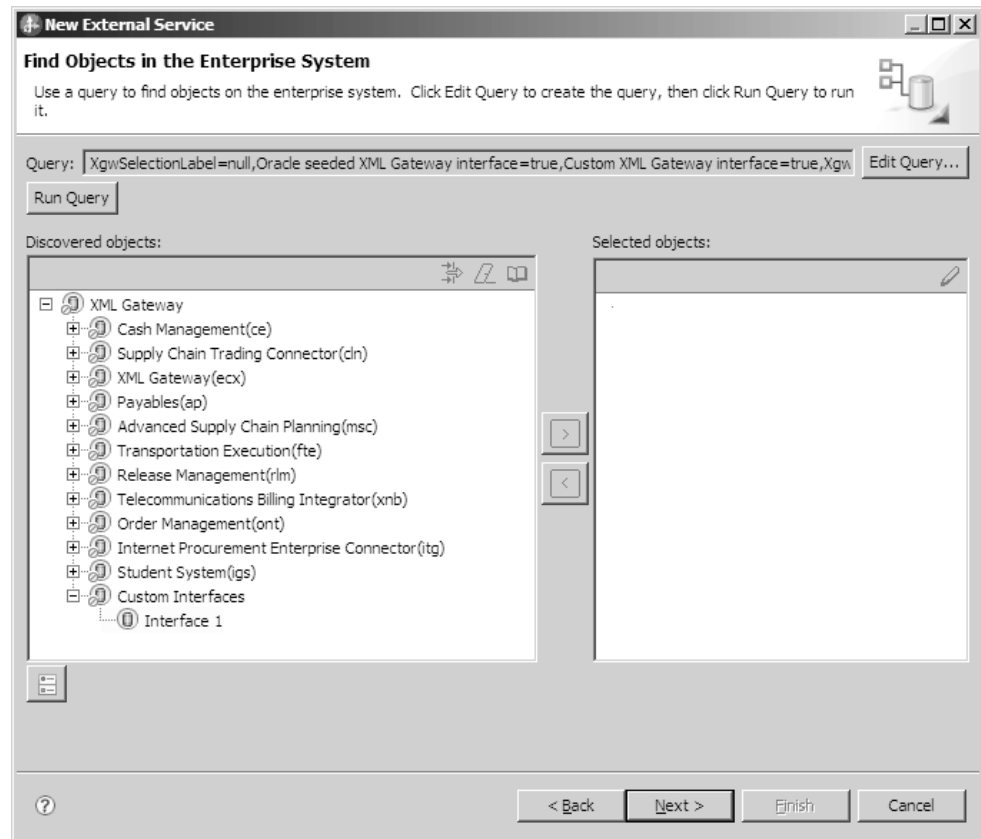 New External Service
Find Objects in the Enterprise System
Use a query to find objects on the enterprise system. Click Edit Query to create the query, then click Run Query to run
it.
Query: XgwSelectionLabel=null,Oracle seeded XML Gateway interface=true,Custom XML Gateway interface=true,Xgw Edit Query...
Run Query
Discovered objects: Selected objects:
XML Gateway
Cash Management(ce)
Supply Chain Trading Connector(cln)
XML Gateway(ecx)
Payables(ap)
Advanced Supply Chain Planning(msc)
Transportation Execution(fte)
Release Management(rlm)
Telecommunications Billing Integrator(xnb)
Order Management(ont)
Internet Procurement Enterprise Connector(itg)
Student System(igs)
Custom Interfaces
Interface 1
< Back Next > Finish Cancel